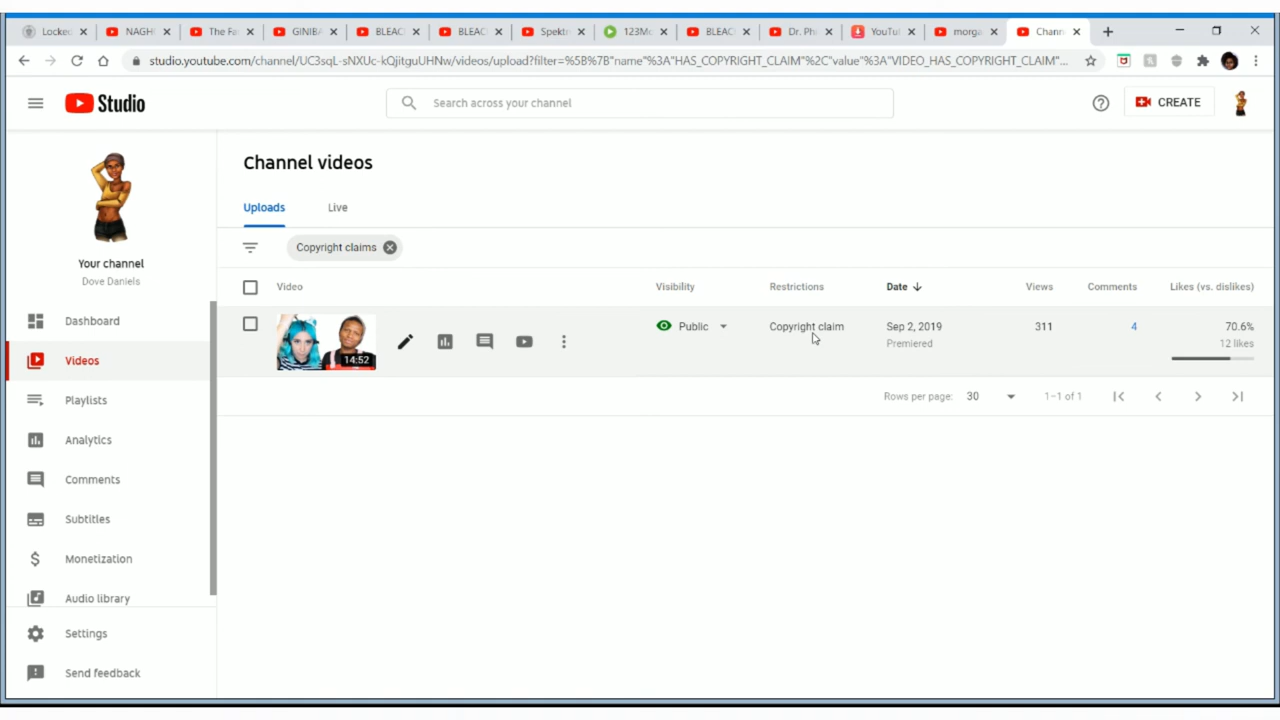 Locke
NAGHI
The Fa
GINIBA
BLEAC
BLEAC
Spektr
123Mo
BLEAC
Dr. Ph
YouTu
morga
Chann
studio.youtube.com/channel/UC3sqL-sNXUc-kQjitguUHNw/videos/upload?filter=%5B%7B"name"%3A"HAS_COPYRIGHT_CLAIM"%2C"value"%3A"VIDEO_HAS_COPYRIGHT_CLAIM"...
Studio
Search across your channel
CREATE
Your channel
Dove Daniels
Dashboard
Videos
Playlists
Analytics
Comments
Subtitles
Monetization
Audio library
Settings
Send feedback
Channel videos
Uploads
Live
Copyright claims
Video
Visibility
Restrictions
Date
Views
Comments
Likes (vs. dislikes)
14:52
Public
Copyright claim
Sep 2, 2019
Premiered
311
4
70.6%
12 likes
Rows per page:
30
1–1 of 1